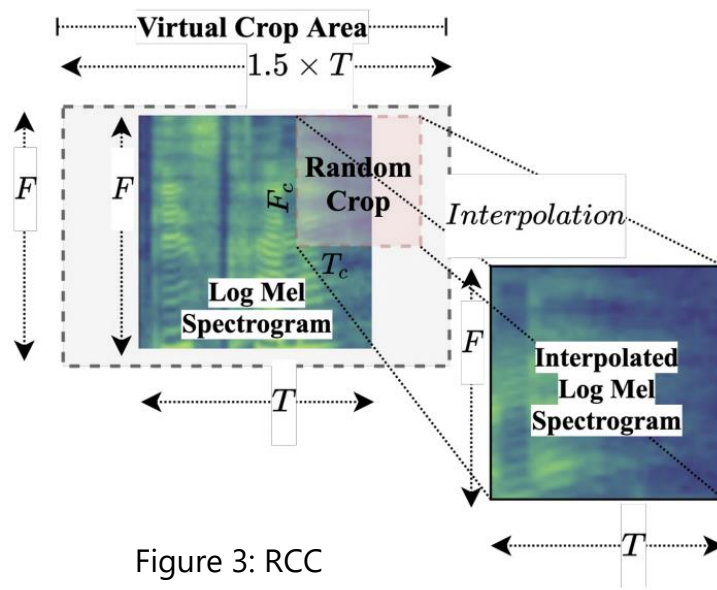 Virtual Crop Area
1.5 × T
F
F
F_c
Random
Crop
T_c
Log Mel
Spectrogram
T
Interpolation
F
Interpolated
Log Mel
Spectrogram
T
Figure 3: RCC